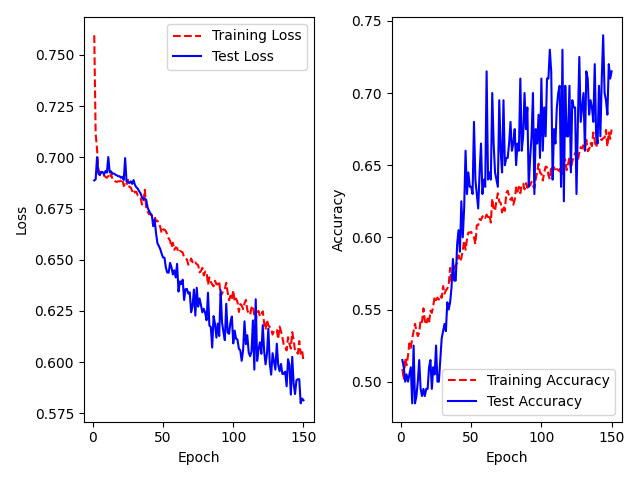 Loss
0.750
0.725
0.700
0.675
0.650
0.625
0.600
0.575
Training Loss
Test Loss
0
50
100
150
Epoch
Accuracy
0.75
0.70
0.65
0.60
0.55
0.50
Training Accuracy
Test Accuracy
0
50
100
150
Epoch